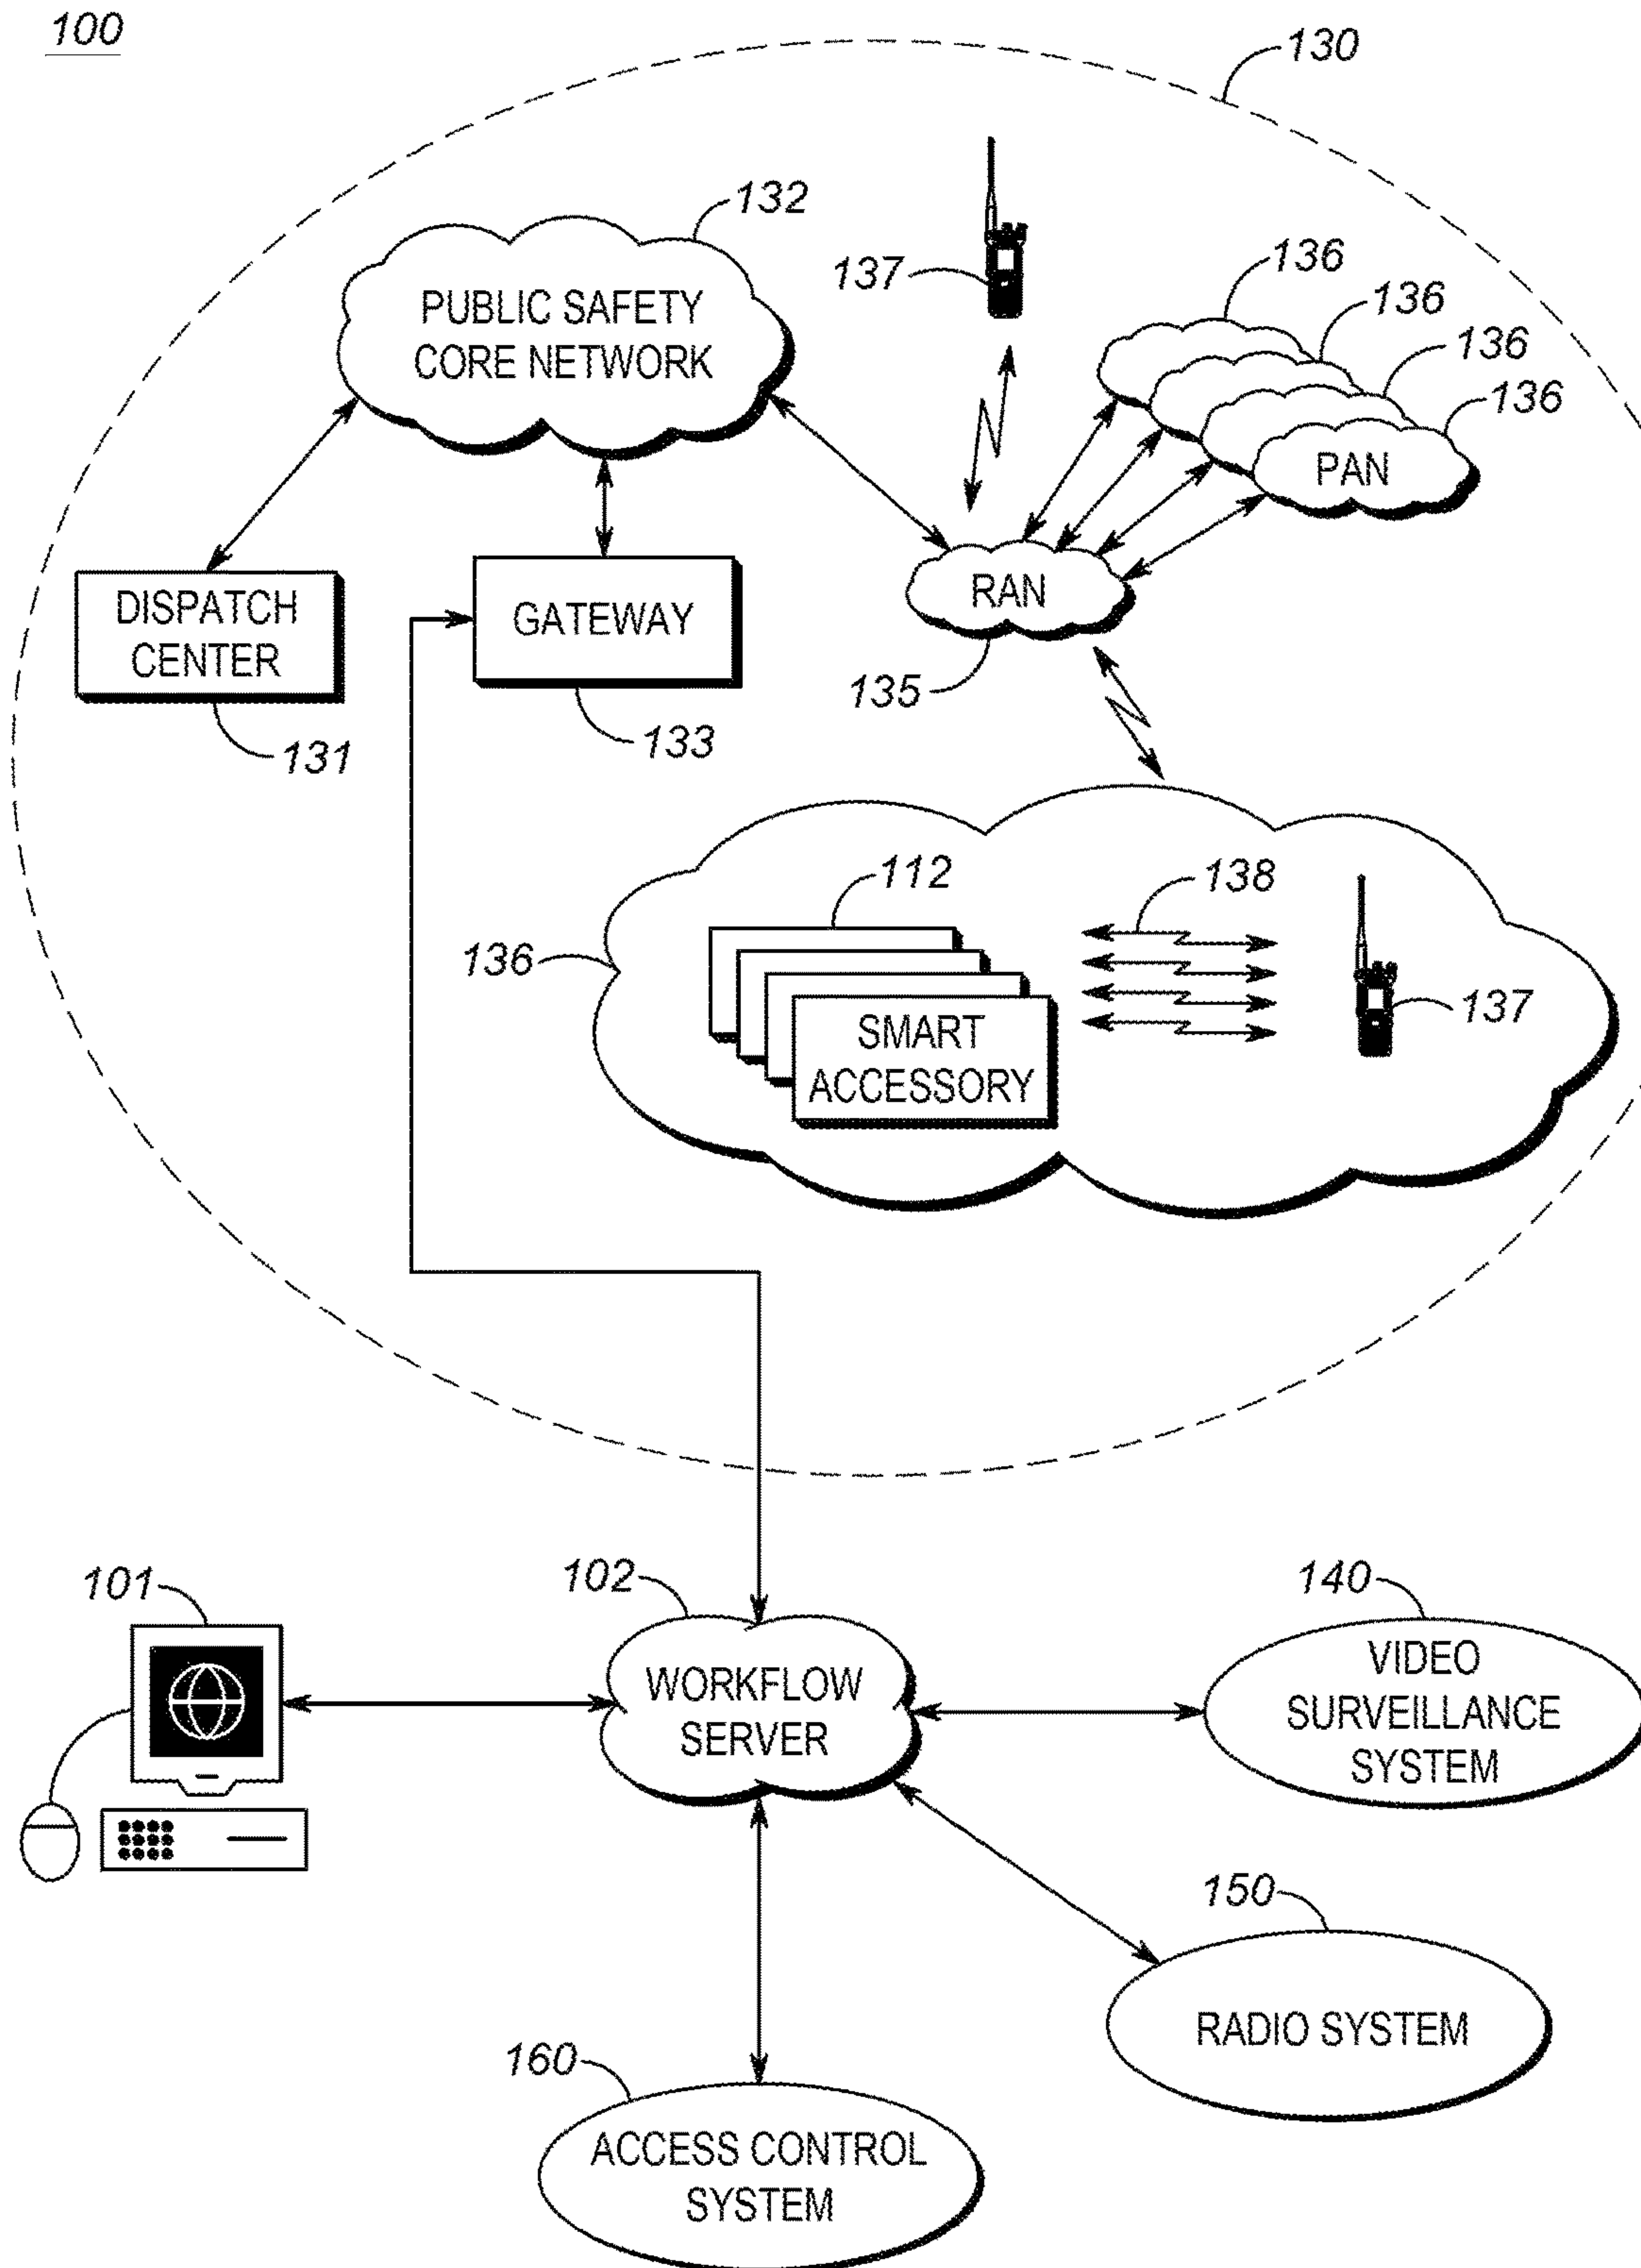 100
130
132
PUBLIC SAFETY
CORE NETWORK
137
136
136
136
136
PAN
RAN
135
DISPATCH
CENTER
131
GATEWAY
133
112
138
136
SMART
ACCESSORY
137
101
102
WORKFLOW
SERVER
140
VIDEO
SURVEILLANCE
SYSTEM
150
RADIO SYSTEM
160
ACCESS CONTROL
SYSTEM